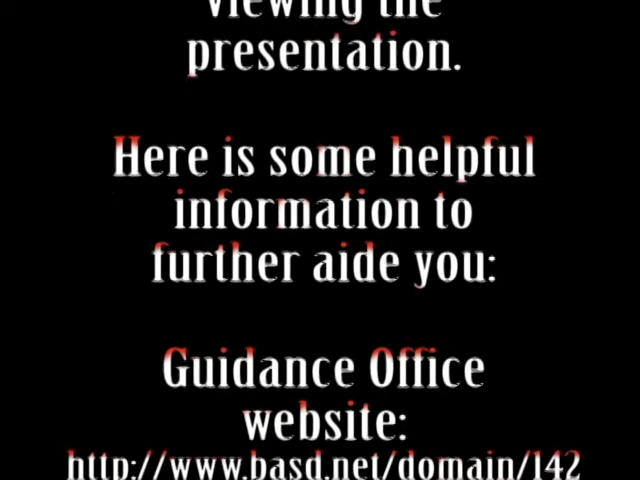 viewing the
presentation.
Here is some helpful
information to
further aide you:
Guidance Office
website:
http://www.basd.net/domain/142